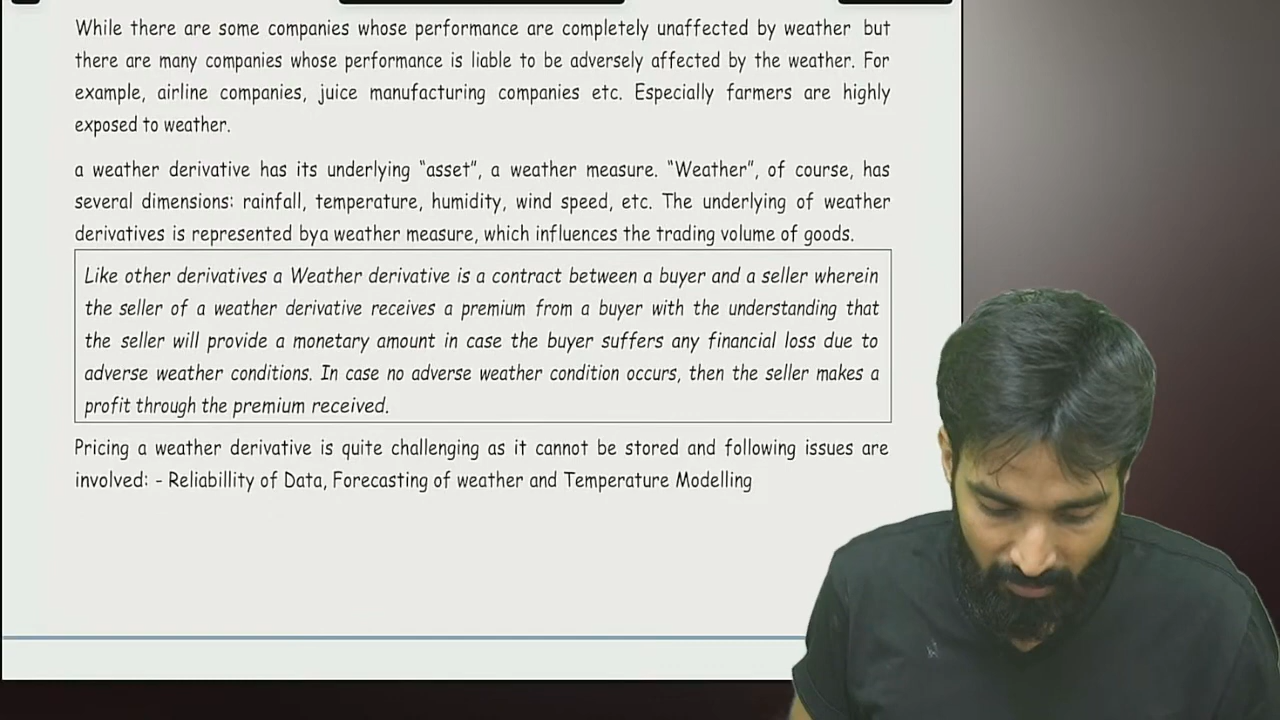 While there are some companies whose performance are completely unaffected by weather but
there are many companies whose performance is liable to be adversely affected by the weather. For
example, airline companies, juice manufacturing companies etc. Especially farmers are highly
exposed to weather.
a weather derivative has its underlying “asset”, a weather measure. “Weather”, of course, has
several dimensions: rainfall, temperature, humidity, wind speed, etc. The underlying of weather
derivatives is represented bya weather measure, which influences the trading volume of goods.
Like other derivatives a Weather derivative is a contract between a buyer and a seller wherein
the seller of a weather derivative receives a premium from a buyer with the understanding that
the seller will provide a monetary amount in case the buyer suffers any financial loss due to
adverse weather conditions. In case no adverse weather condition occurs, then the seller makes a
profit through the premium received.
Pricing a weather derivative is quite challenging as it cannot be stored and following issues are
involved: - Reliabillity of Data, Forecasting of weather and Temperature Modelling